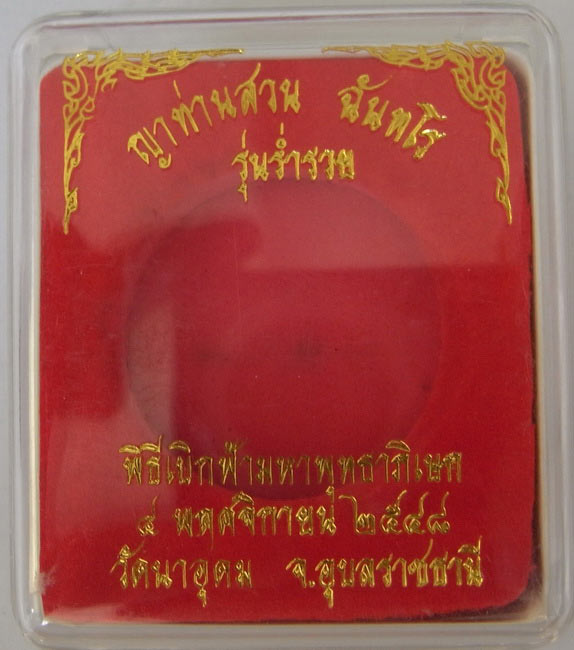 ญาท่านสวน ฉันทโร
รุ่นร่ำรวย
พิธีเบิกฟ้ามหาพุทธาภิเษก
๔ พฤศจิกายน ๒๕๔๘
วัดนาอุดม จ.อุบลราชธานี